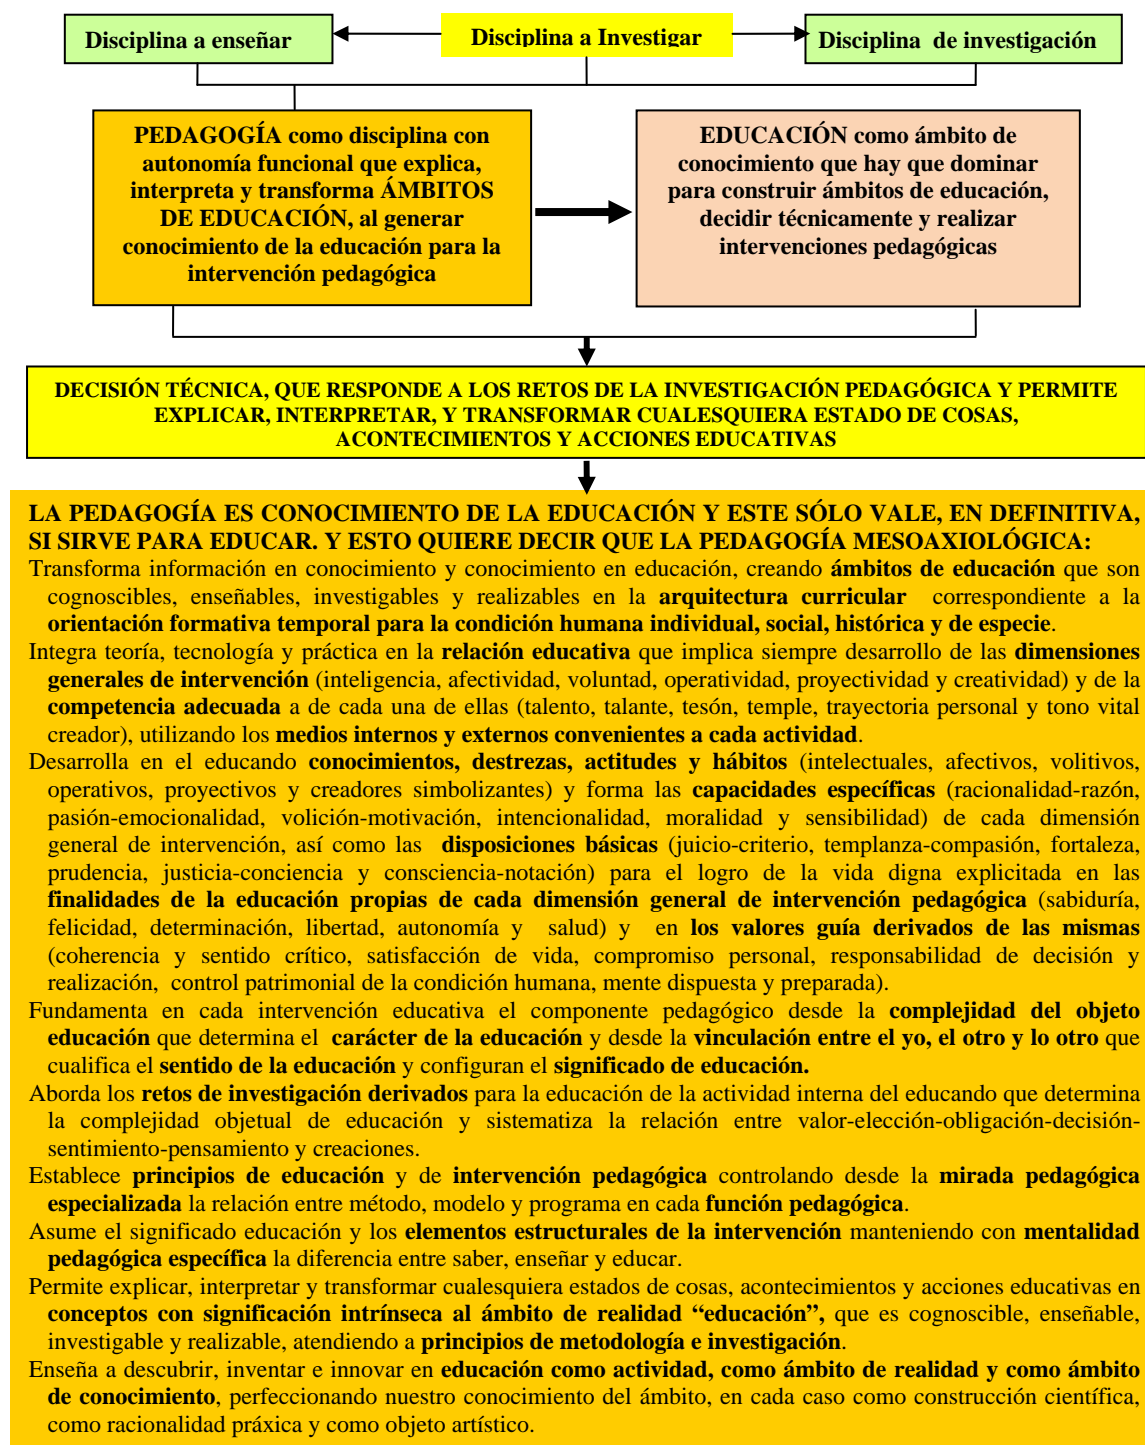 Disciplina a enseñar
Disciplina a Investigar
Disciplina de investigación
PEDAGOGÍA como disciplina con
autonomía funcional que explica,
interpreta y transforma ÁMBITOS
DE EDUCACIÓN, al generar
conocimiento de la educación para la
intervención pedagógica
EDUCACIÓN como ámbito de
conocimiento que hay que dominar
para construir ámbitos de educación,
decidir técnicamente y realizar
intervenciones pedagógicas
DECISIÓN TÉCNICA, QUE RESPONDE A LOS RETOS DE LA INVESTIGACIÓN PEDAGÓGICA Y PERMITE
EXPLICAR, INTERPRETAR, Y TRANSFORMAR CUALESQUIERA ESTADO DE COSAS,
ACONTECIMIENTOS Y ACCIONES EDUCATIVAS
LA PEDAGOGÍA ES CONOCIMIENTO DE LA EDUCACIÓN Y ESTE SÓLO VALE, EN DEFINITIVA,
SI SIRVE PARA EDUCAR. Y ESTO QUIERE DECIR QUE LA PEDAGOGÍA MESOAXIOLÓGICA:
Transforma información en conocimiento y conocimiento en educación, creando ámbitos de educación que son
cognoscibles, enseñables, investigables y realizables en la arquitectura curricular correspondiente a la
orientación formativa temporal para la condición humana individual, social, histórica y de especie.
Integra teoría, tecnología y práctica en la relación educativa que implica siempre desarrollo de las dimensiones
generales de intervención (inteligencia, afectividad, voluntad, operatividad, proyectividad y creatividad) y de la
competencia adecuada a de cada una de ellas (talento, talante, tesón, temple, trayectoria personal y tono vital
creador), utilizando los medios internos y externos convenientes a cada actividad.
Desarrolla en el educando conocimientos, destrezas, actitudes y hábitos (intelectuales, afectivos, volitivos,
operativos, proyectivos y creadores simbolizantes) y forma las capacidades específicas (racionalidad-razón,
pasión-emocionalidad, volición-motivación, intencionalidad, moralidad y sensibilidad) de cada dimensión
general de intervención, así como las disposiciones básicas (juicio-criterio, templanza-compasión, fortaleza,
prudencia, justicia-conciencia y consciencia-notación) para el logro de la vida digna explicitada en las
finalidades de la educación propias de cada dimensión general de intervención pedagógica (sabiduría,
felicidad, determinación, libertad, autonomía y salud) y en los valores guía derivados de las mismas
(coherencia y sentido crítico, satisfacción de vida, compromiso personal, responsabilidad de decisión y
realización, control patrimonial de la condición humana, mente dispuesta y preparada).
Fundamenta en cada intervención educativa el componente pedagógico desde la complejidad del objeto
educación que determina el carácter de la educación y desde la vinculación entre el yo, el otro y lo otro que
cualifica el sentido de la educación y configuran el significado de educación.
Aborda los retos de investigación derivados para la educación de la actividad interna del educando que determina
la complejidad objetual de educación y sistematiza la relación entre valor-elección-obligación-decisión-
sentimiento-pensamiento y creaciones.
Establece principios de educación y de intervención pedagógica controlando desde la mirada pedagógica
especializada la relación entre método, modelo y programa en cada función pedagógica.
Asume el significado educación y los elementos estructurales de la intervención manteniendo con mentalidad
pedagógica específica la diferencia entre saber, enseñar y educar.
Permite explicar, interpretar y transformar cualesquiera estados de cosas, acontecimientos y acciones educativas en
conceptos con significación intrínseca al ámbito de realidad “educación”, que es cognoscible, enseñable,
investigable y realizable, atendiendo a principios de metodología e investigación.
Enseña a descubrir, inventar e innovar en educación como actividad, como ámbito de realidad y como ámbito
de conocimiento, perfeccionando nuestro conocimiento del ámbito, en cada caso como construcción científica,
como racionalidad práxica y como objeto artístico.